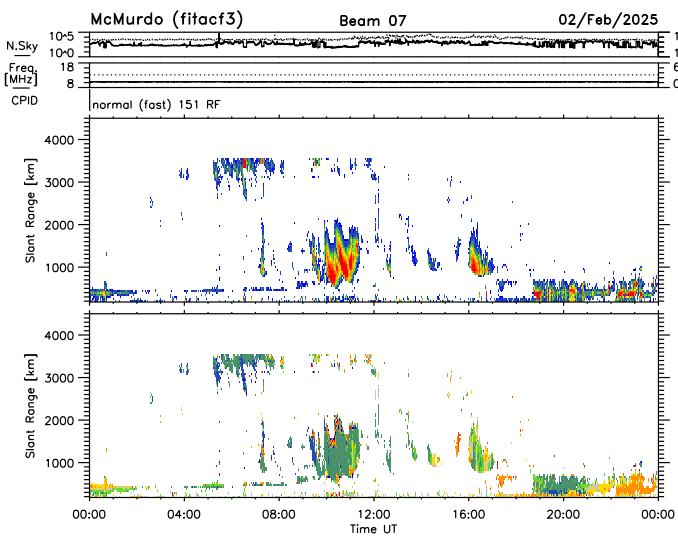 McMurdo (fitacf3) Beam 07 02/Feb/2025
N.Sky 10^5 10^0
Freq. [MHz] 18 8
CPID normal (fast) 151 RF
Slant Range [km] 4000 3000 2000 1000
Slant Range [km] 4000 3000 2000 1000
00:00 04:00 08:00 12:00 16:00 20:00 00:00
Time UT